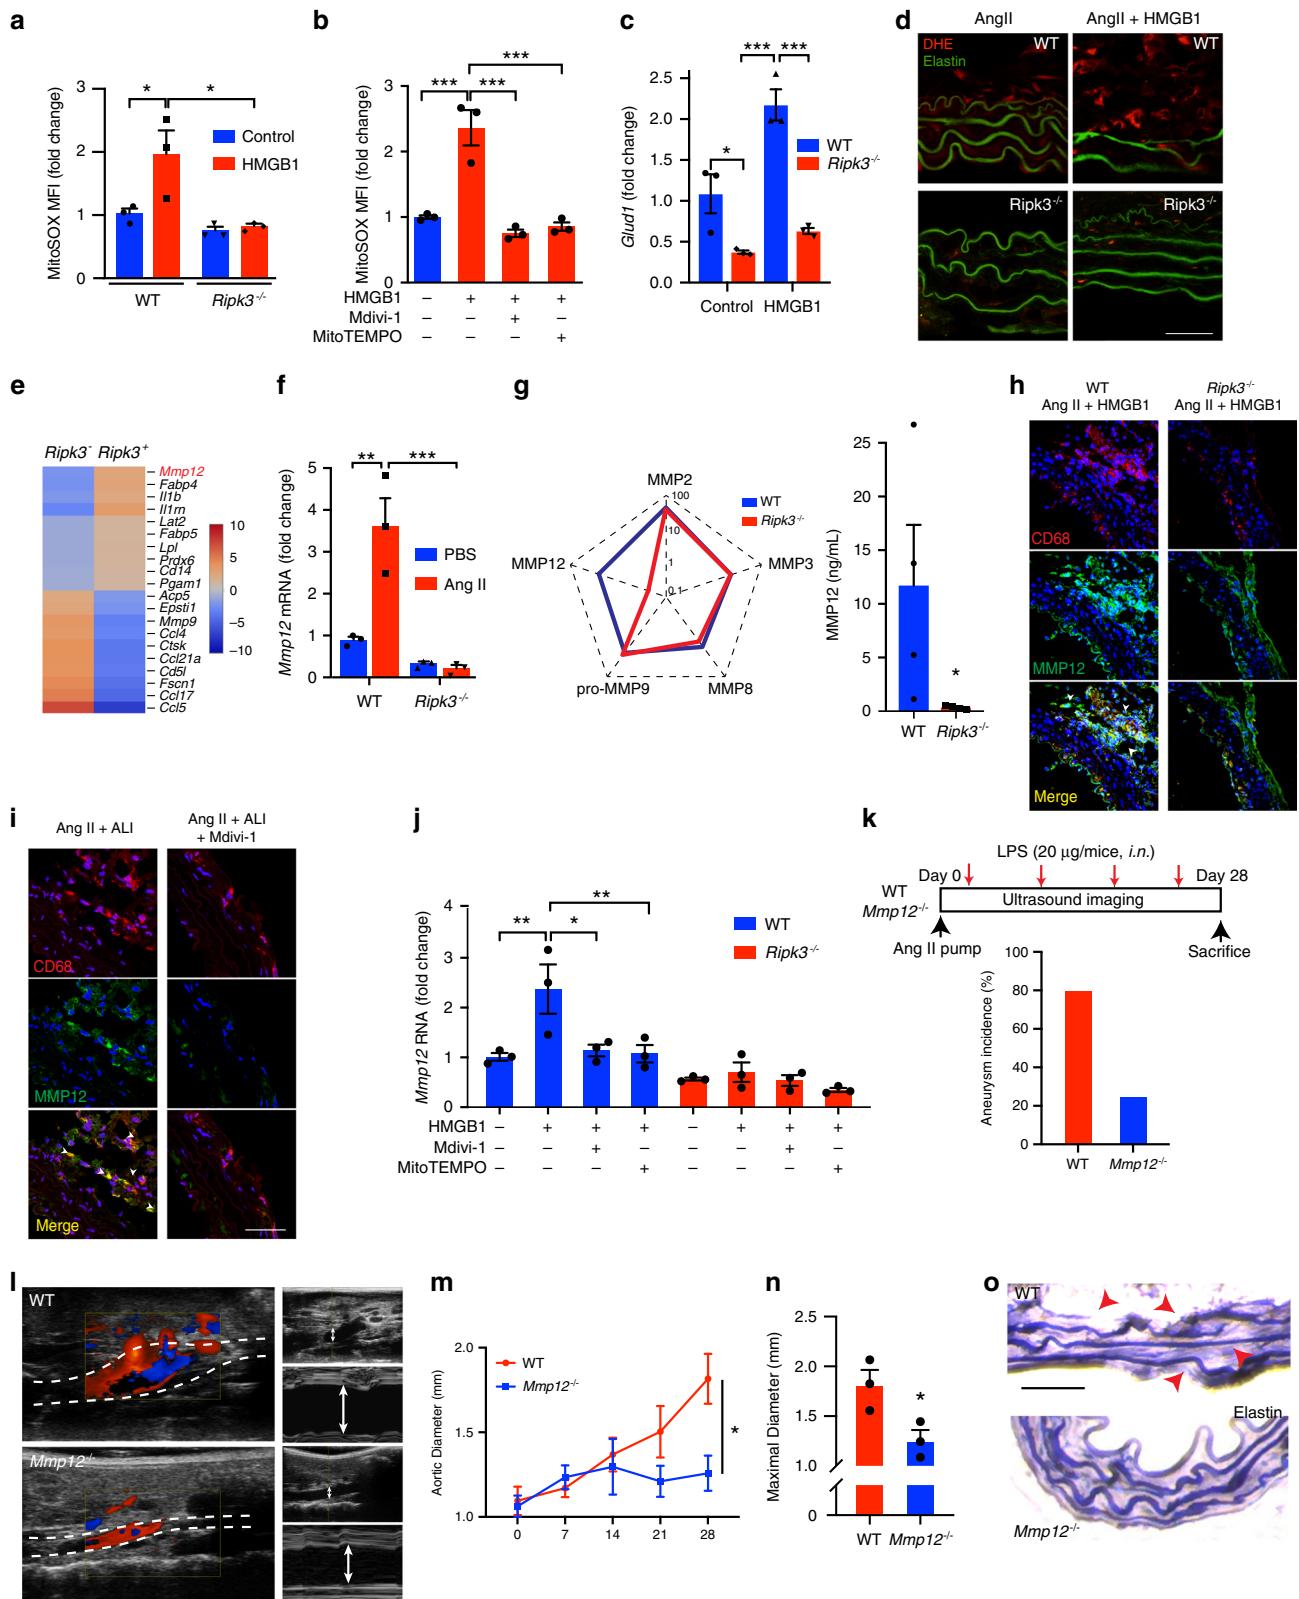 a
MitoSOX MFI (fold change)
3
2
1
0
*
*
Control
HMGB1
WT
Ripk3-/-
b
MitoSOX MFI (fold change)
3
2
1
0
***
***
***
HMGB1 – + + +
Mdivi-1 – – + –
MitoTEMPO – – – +
c
Glud1 (fold change)
2.5
2.0
1.5
1.0
0.5
0.0
*
***
***
WT
Ripk3-/-
Control
HMGB1
d
AngII
AngII + HMGB1
DHE
Elastin
WT
WT
Ripk3-/-
Ripk3-/-
e
Ripk3-
Ripk3+
Mmp12
Fabp4
Il1b
Il1rn
Lat2
Fabp5
Lpl
Prdx6
Cd14
Pgam1
Acp5
Epsti1
Mmp9
Ccl4
Ctsk
Ccl21a
Cd5l
Fscn1
Ccl17
Ccl5
10
5
0
−5
−10
f
Mmp12 mRNA (fold change)
5
4
3
2
1
0
**
***
PBS
Ang II
WT
Ripk3-/-
g
MMP2
100
10
1
0.1
WT
Ripk3-/-
MMP12
MMP3
pro-MMP9
MMP8
MMP12 (ng/mL)
25
20
15
10
5
0
*
WT
Ripk3-/-
h
WT
Ang II + HMGB1
Ripk3-/-
Ang II + HMGB1
CD68
MMP12
Merge
i
Ang II + ALI
Ang II + ALI
+ Mdivi-1
CD68
MMP12
Merge
j
Mmp12 RNA (fold change)
4
3
2
1
0
**
*
**
WT
Ripk3-/-
HMGB1 – + + + – + + +
Mdivi-1 – – + – – – + –
MitoTEMPO – – – + – – – +
k
LPS (20 µg/mice, i.n.)
Day 0
Day 28
WT
Mmp12-/-
Ultrasound imaging
Ang II pump
Sacrifice
Aneurysm incidence (%)
100
80
60
40
20
0
WT
Mmp12-/-
l
WT
Mmp12-/-
m
Aortic Diameter (mm)
2.0
1.5
1.0
WT
Mmp12-/-
*
0 7 14 21 28
n
Maximal Diameter (mm)
2.5
2.0
1.5
1.0
0
*
WT
Mmp12-/-
o
WT
Elastin
Mmp12-/-